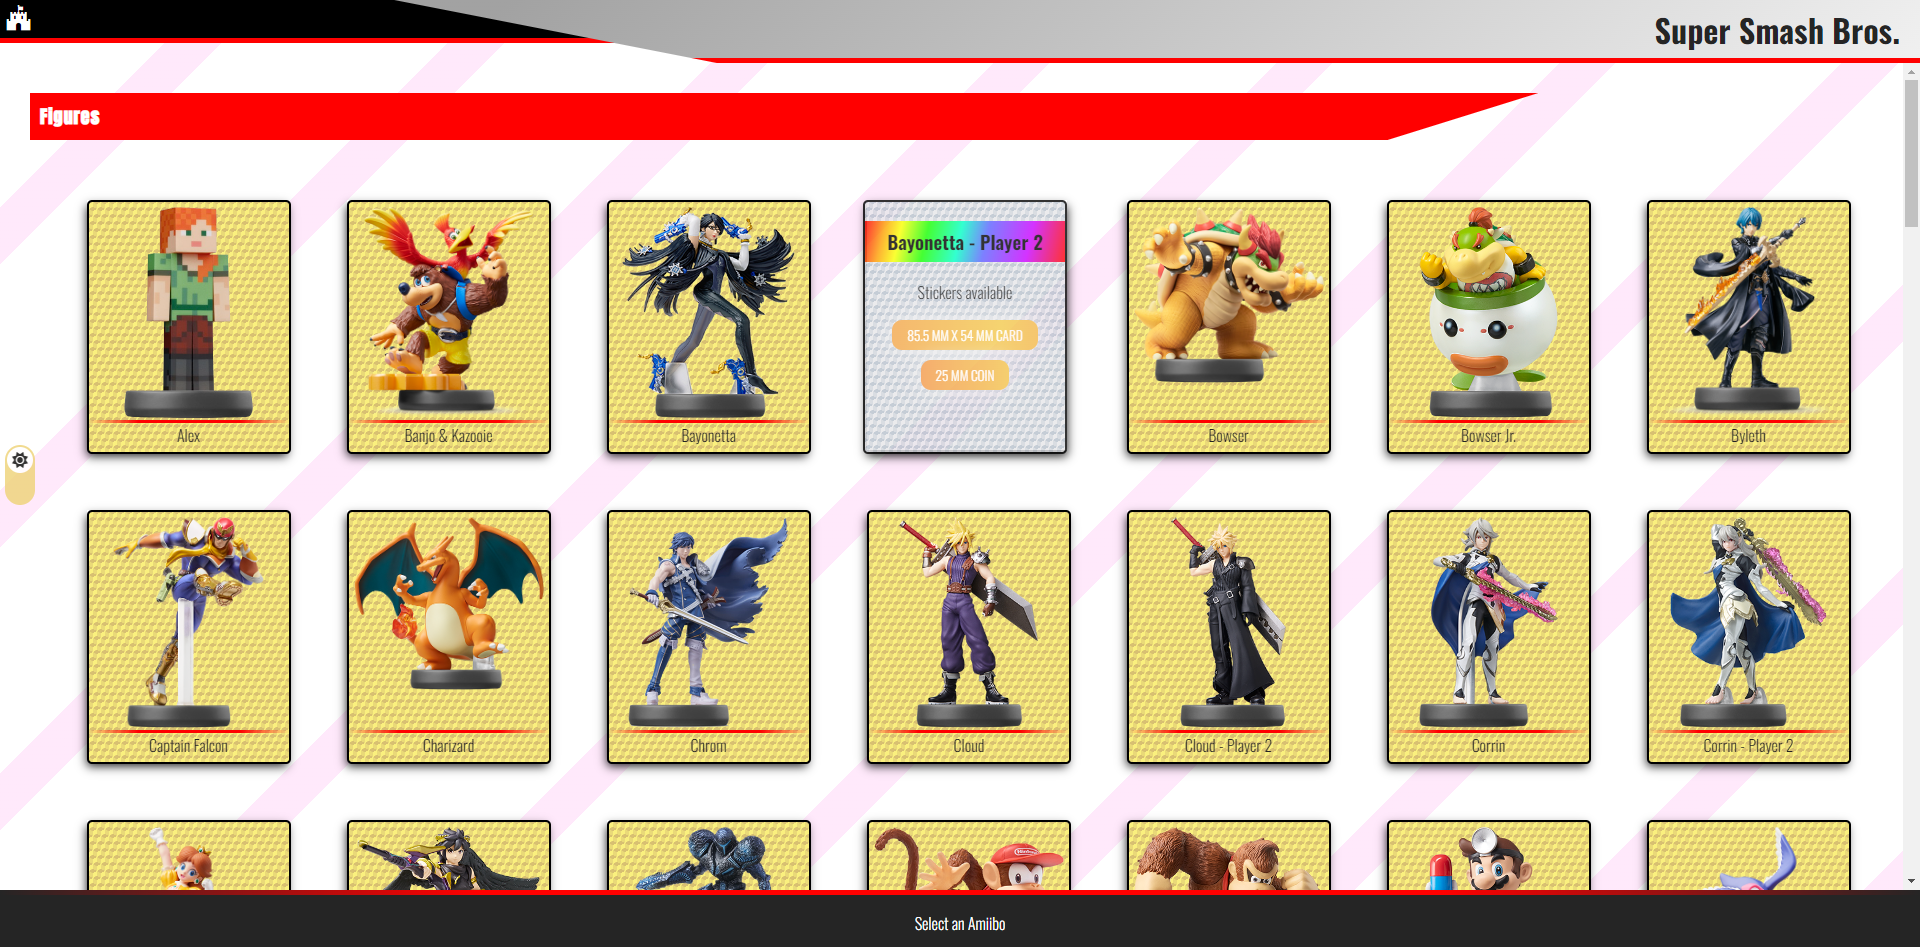 Super Smash Bros.
Figures
Alex
Banjo & Kazooie
Bayonetta
Bayonetta - Player 2
Stickers available
85.5 MM X 54 MM CARD
25 MM COIN
Bowser
Bowser Jr.
Byleth
Captain Falcon
Charizard
Chrom
Cloud
Cloud - Player 2
Corrin
Corrin - Player 2
Select an Amiibo